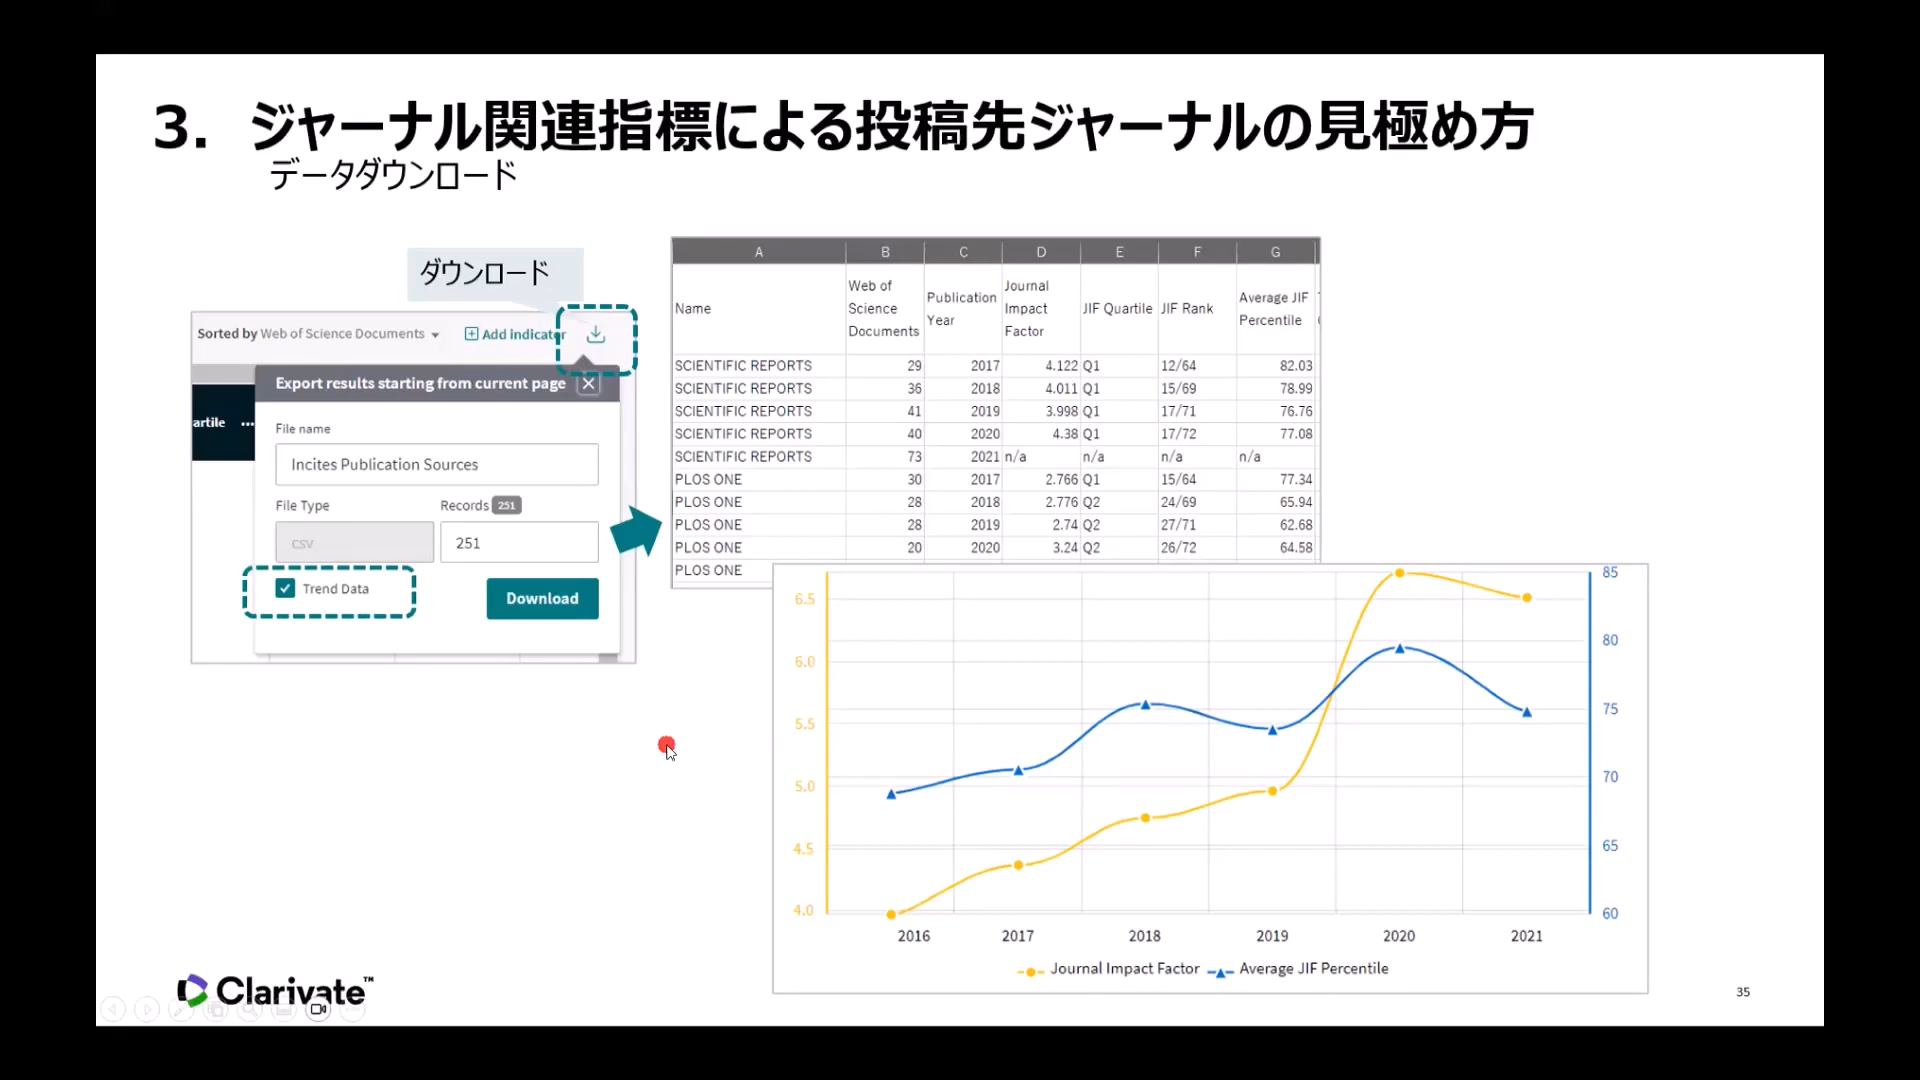 3. ジャーナル関連指標による投稿先ジャーナルの見極め方
データダウンロード
ダウンロード
Sorted by Web of Science Documents
Add indicator
Export results starting from current page
artile ...
File name
Incites Publication Sources
File Type
Records 251
csv
251
Trend Data
Download
A B C D E F G
Name
Web of Science Documents
Publication Year
Journal Impact Factor
JIF Quartile
JIF Rank
Average JIF Percentile
SCIENTIFIC REPORTS 29 2017 4.122 Q1 12/64 82.03
SCIENTIFIC REPORTS 36 2018 4.011 Q1 15/69 78.99
SCIENTIFIC REPORTS 41 2019 3.998 Q1 17/71 76.76
SCIENTIFIC REPORTS 40 2020 4.38 Q1 17/72 77.08
SCIENTIFIC REPORTS 73 2021 n/a n/a n/a n/a
PLOS ONE 30 2017 2.766 Q1 15/64 77.34
PLOS ONE 28 2018 2.776 Q2 24/69 65.94
PLOS ONE 28 2019 2.74 Q2 27/71 62.68
PLOS ONE 20 2020 3.24 Q2 26/72 64.58
PLOS ONE
6.5
6.0
5.5
5.0
4.5
4.0
85
80
75
70
65
60
2016 2017 2018 2019 2020 2021
Journal Impact Factor Average JIF Percentile
Clarivate™
35